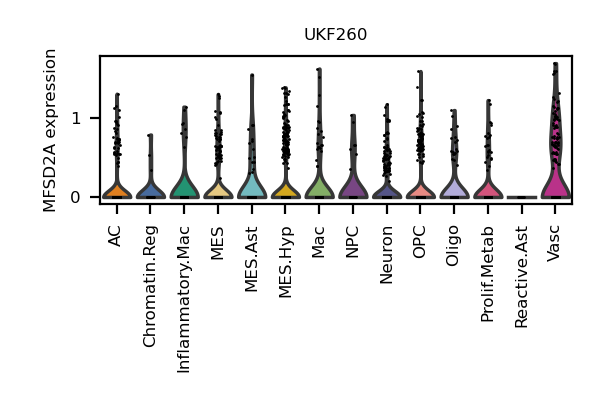 UKF260
MFSD2A expression
1
0
AC
Chromatin.Reg
Inflammatory.Mac
MES
MES.Ast
MES.Hyp
Mac
NPC
Neuron
OPC
Oligo
Prolif.Metab
Reactive.Ast
Vasc